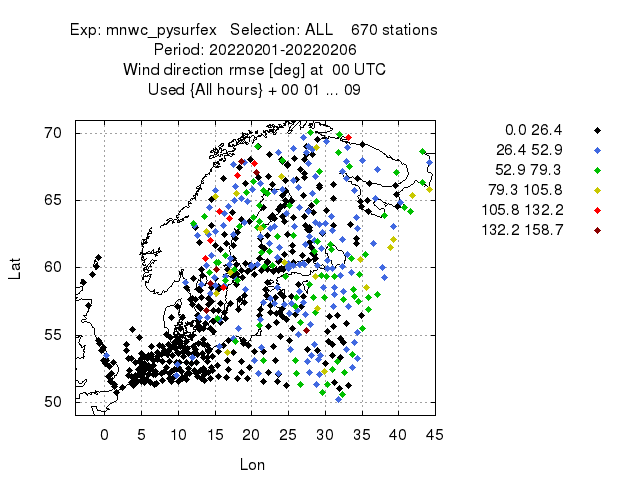 Exp: mnwc_pysurfex   Selection: ALL    670 stations
Period: 20220201-20220206
Wind direction rmse [deg] at  00 UTC
Used {All hours} + 00 01 ... 09
0.0 26.4
26.4 52.9
52.9 79.3
79.3 105.8
105.8 132.2
132.2 158.7
70
65
60
55
50
Lat
0 5 10 15 20 25 30 35 40 45
Lon